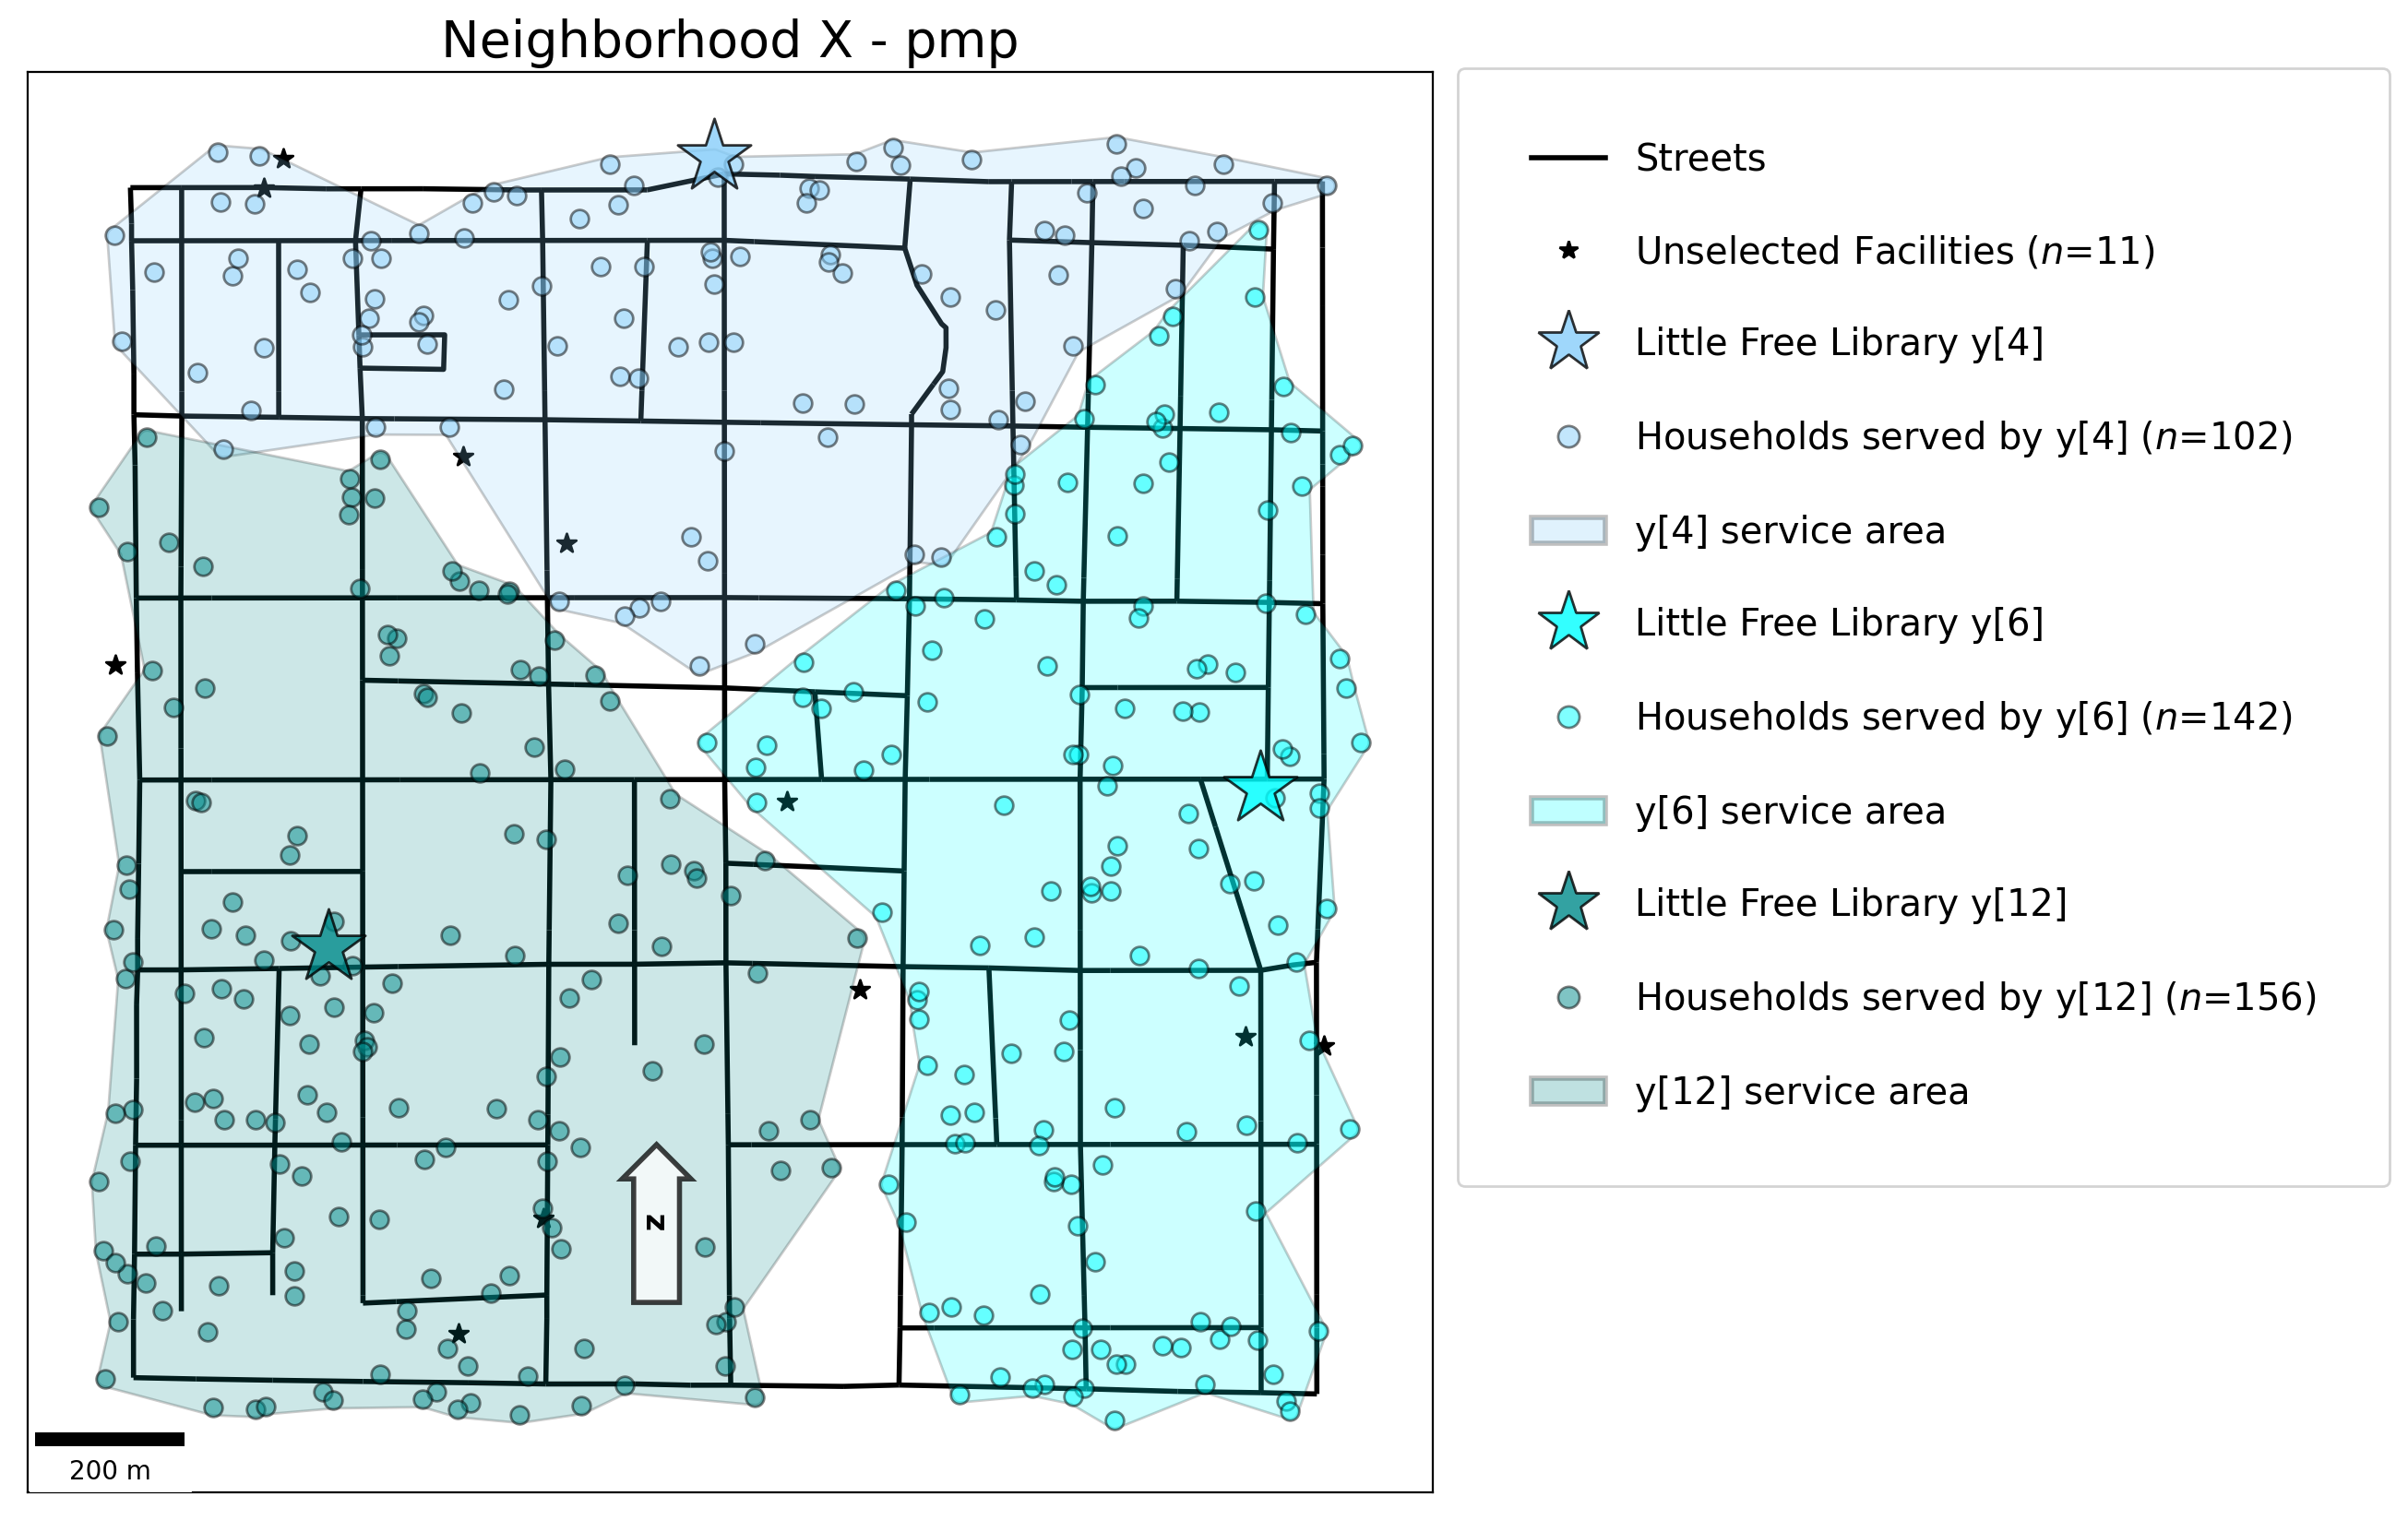 Neighborhood X - pmp
Streets
Unselected Facilities (n=11)
Little Free Library y[4]
Households served by y[4] (n=102)
y[4] service area
Little Free Library y[6]
Households served by y[6] (n=142)
y[6] service area
Little Free Library y[12]
Households served by y[12] (n=156)
y[12] service area
N
200 m